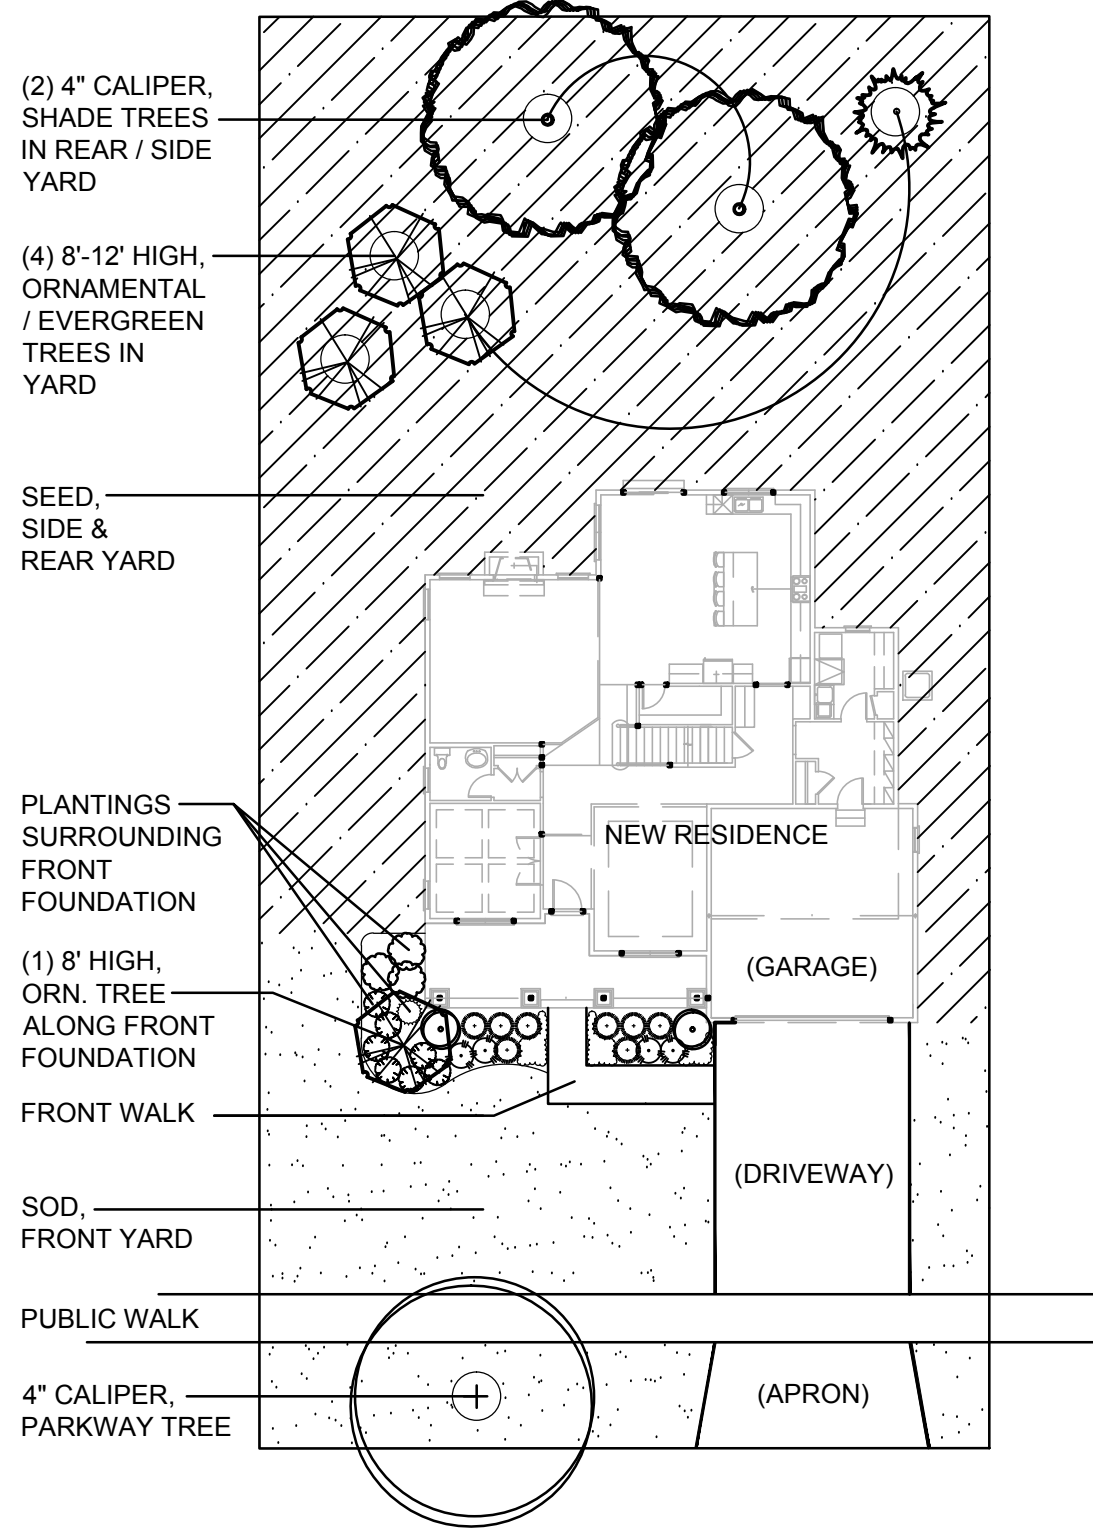 (2) 4" CALIPER,
SHADE TREES
IN REAR / SIDE
YARD
(4) 8'-12' HIGH,
ORNAMENTAL
/ EVERGREEN
TREES IN
YARD
SEED,
SIDE &
REAR YARD
PLANTINGS
SURROUNDING
FRONT
FOUNDATION
NEW RESIDENCE
(1) 8' HIGH,
ORN. TREE
ALONG FRONT
FOUNDATION
(GARAGE)
FRONT WALK
(DRIVEWAY)
SOD,
FRONT YARD
PUBLIC WALK
4" CALIPER,
PARKWAY TREE
(APRON)